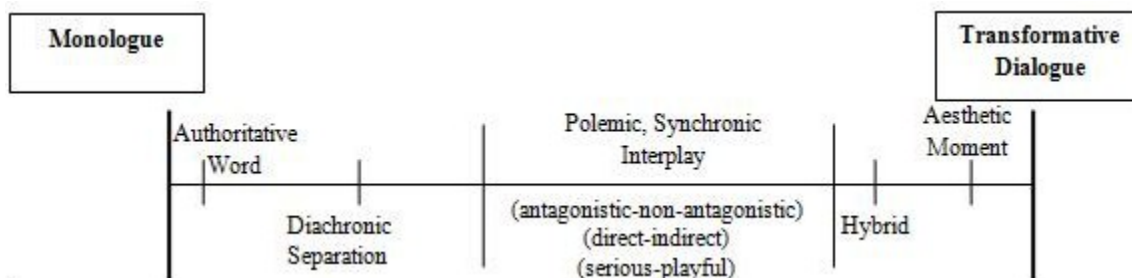 Monologue
Transformative
Dialogue
Authoritative
Word
Polemic, Synchronic
Interplay
Aesthetic
Moment
Diachronic
Separation
(antagonistic-non-antagonistic)
(direct-indirect)
(serious-playful)
Hybrid